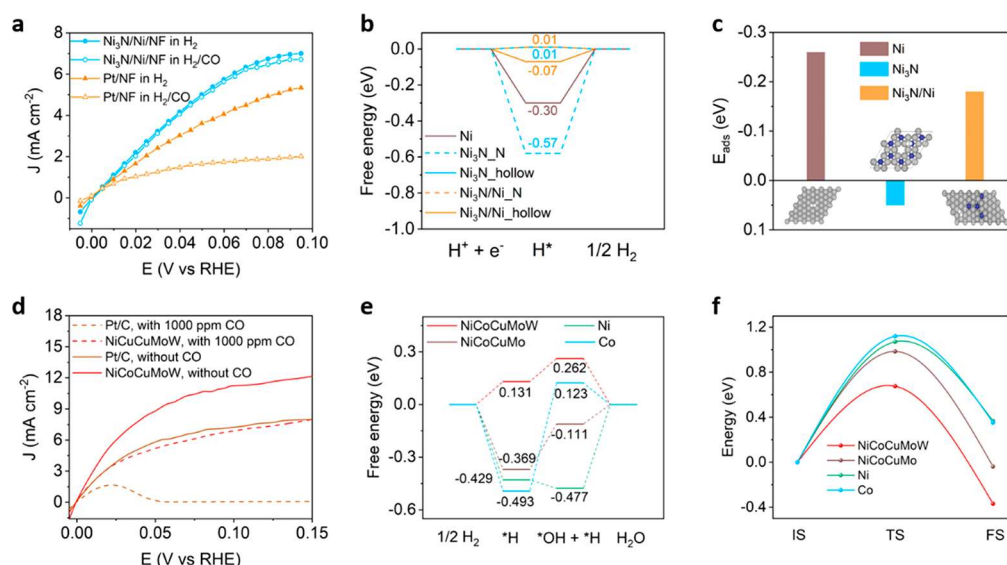 a
Ni₃N/Ni/NF in H₂
Ni₃N/Ni/NF in H₂/CO
Pt/NF in H₂
Pt/NF in H₂/CO
J (mA cm⁻²)
8
6
4
2
0
0.00 0.02 0.04 0.06 0.08 0.10
E (V vs RHE)
b
Free energy (eV)
0.0
-0.2
-0.4
-0.6
-0.8
-1.0
0.01
0.01
-0.07
-0.30
-0.57
Ni
Ni₃N_N
Ni₃N_hollow
Ni₃N/Ni_N
Ni₃N/Ni_hollow
H⁺ + e⁻ H* 1/2 H₂
c
E_ads (eV)
-0.3
-0.2
-0.1
0.0
0.1
Ni
Ni₃N
Ni₃N/Ni
d
Pt/C, with 1000 ppm CO
NiCuCuMoW, with 1000 ppm CO
Pt/C, without CO
NiCoCuMoW, without CO
J (mA cm⁻²)
18
15
12
9
6
3
0
0.00 0.05 0.10 0.15
E (V vs RHE)
e
NiCoCuMoW
NiCoCuMo
Ni
Co
Free energy (eV)
0.3
0.0
-0.3
-0.6
0.131
0.262
0.123
-0.111
-0.369
-0.429
-0.493
-0.477
1/2 H₂ *H *OH + *H H₂O
f
Energy (eV)
1.2
0.8
0.4
0.0
-0.4
NiCoCuMoW
NiCoCuMo
Ni
Co
IS TS FS